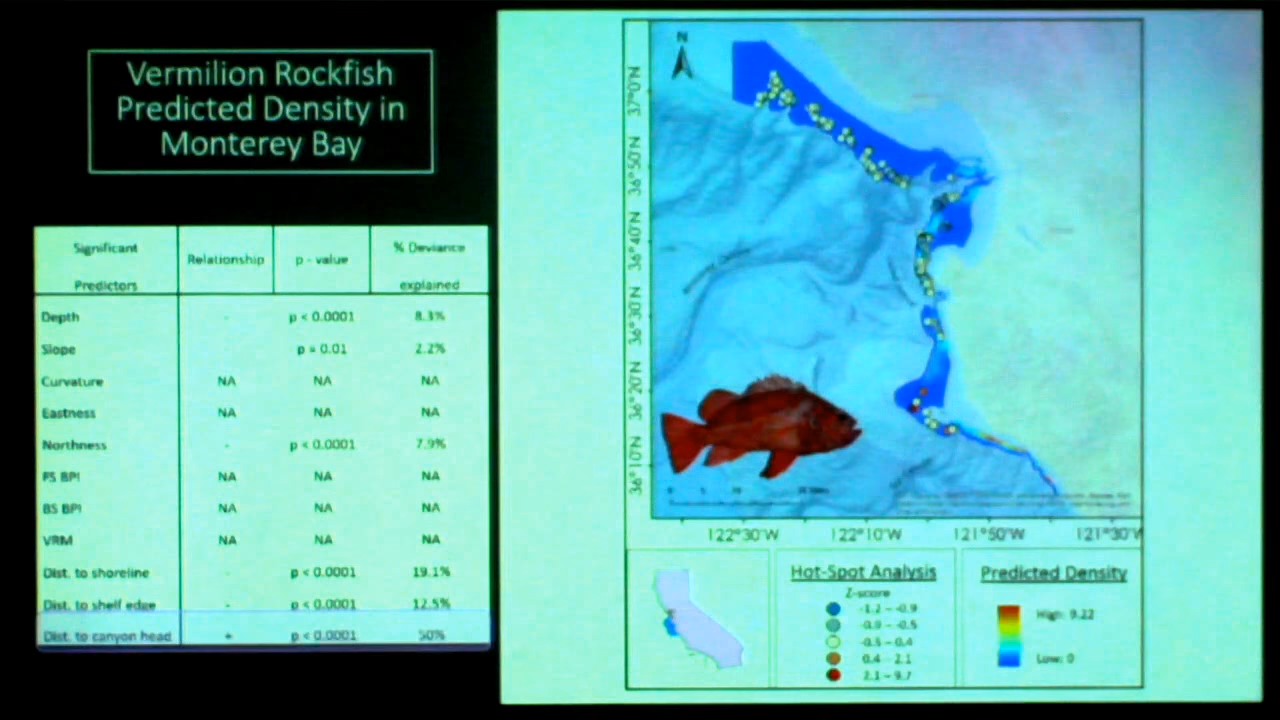 Vermilion Rockfish
Predicted Density in
Monterey Bay
Significant Predictors Relationship p - value % Deviance explained
Depth - p < 0.0001 8.3%
Slope p = 0.01 2.2%
Curvature NA NA NA
Eastness NA NA NA
Northness - p < 0.0001 7.9%
FS BPI NA NA NA
BS BPI NA NA NA
VRM NA NA NA
Dist. to shoreline - p < 0.0001 19.1%
Dist. to shelf edge - p < 0.0001 12.5%
Dist. to canyon head + p < 0.0001 50%
N
37°0'N
36°50'N
36°40'N
36°30'N
36°20'N
36°10'N
122°30'W 122°10'W 121°50'W 121°30'W
Hot-Spot Analysis
Z-score
-1.2 – -0.9
-0.9 – -0.5
-0.5 – 0.4
0.4 – 2.1
2.1 – 9.7
Predicted Density
High: 9.22
Low: 0